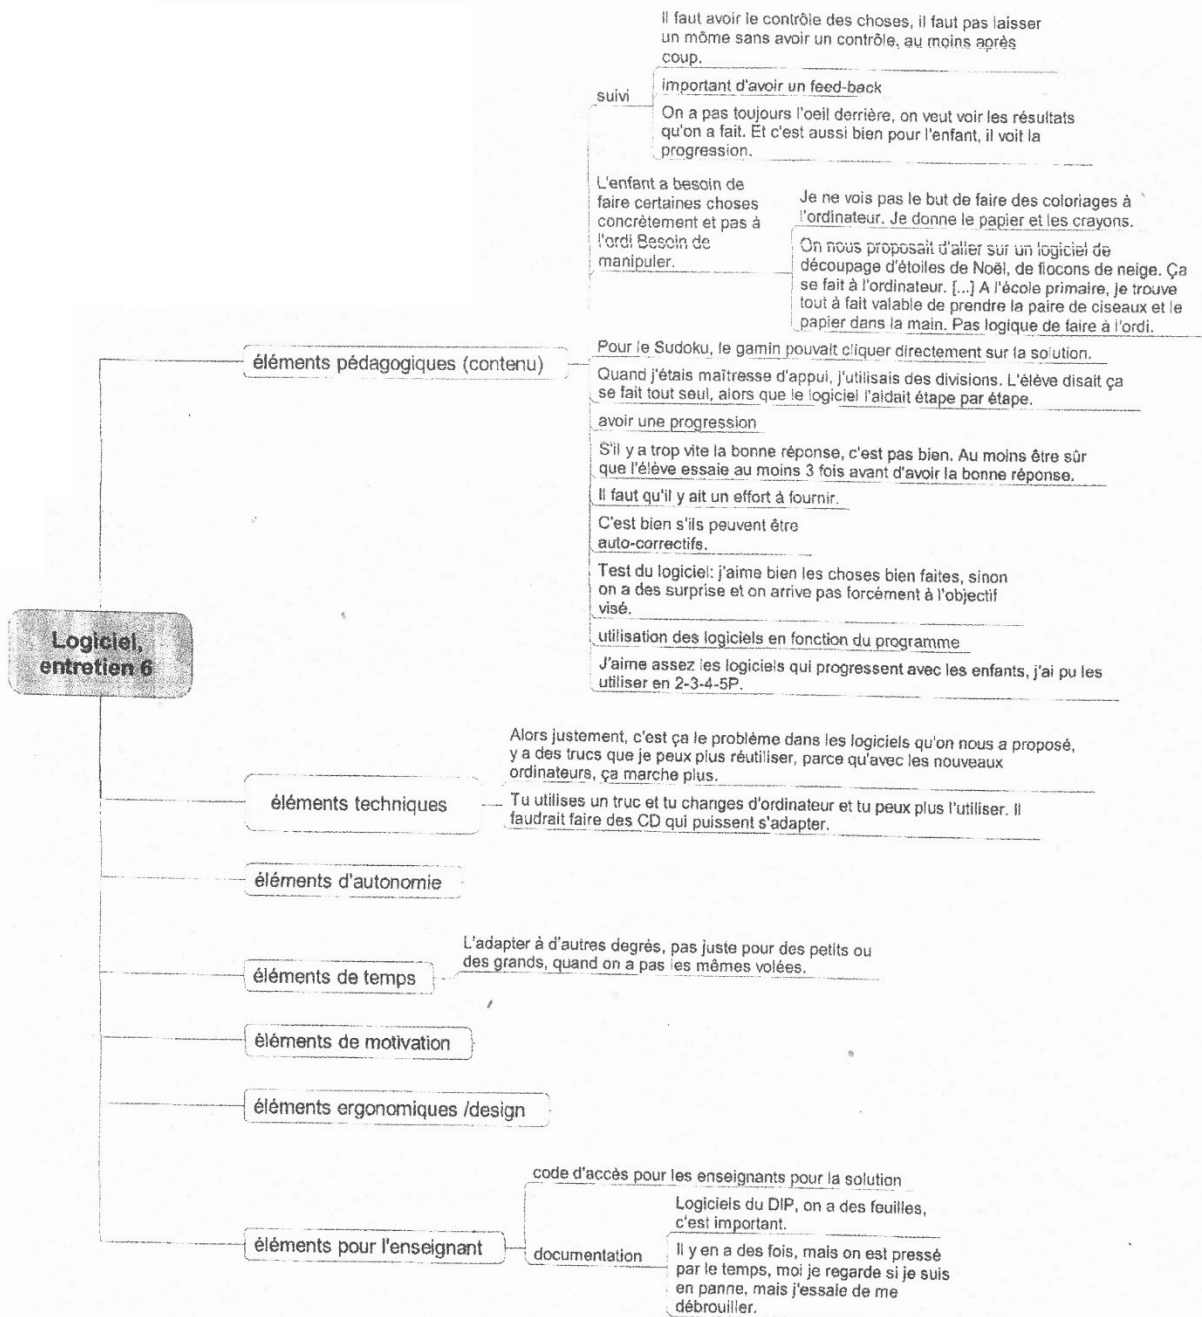 Il faut avoir le contrôle des choses, il faut pas laisser
un môme sans avoir un contrôle, au moins après
coup.
suivi
important d'avoir un feed-back
On a pas toujours l'oeil derrière, on veut voir les résultats
qu'on a fait. Et c'est aussi bien pour l'enfant, il voit la
progression.
L'enfant a besoin de
faire certaines choses
concrètement et pas à
l'ordi Besoin de
manipuler.
Je ne vois pas le but de faire des coloriages à
l'ordinateur. Je donne le papier et les crayons.
On nous proposait d'aller sur un logiciel de
découpage d'étoiles de Noël, de flocons de neige. Ça
se fait à l'ordinateur. [...] A l'école primaire, je trouve
tout à fait valable de prendre la paire de ciseaux et le
papier dans la main. Pas logique de faire à l'ordi.
éléments pédagogiques (contenu)
Pour le Sudoku, le gamin pouvait cliquer directement sur la solution.
Quand j'étais maîtresse d'appui, j'utilisais des divisions. L'élève disait ça
se fait tout seul, alors que le logiciel l'aidait étape par étape.
avoir une progression
S'il y a trop vite la bonne réponse, c'est pas bien. Au moins être sûr
que l'élève essaie au moins 3 fois avant d'avoir la bonne réponse.
Il faut qu'il y ait un effort à fournir.
C'est bien s'ils peuvent être
auto-correctifs.
Test du logiciel: j'aime bien les choses bien faites, sinon
on a des surprise et on arrive pas forcément à l'objectif
visé.
utilisation des logiciels en fonction du programme
J'aime assez les logiciels qui progressent avec les enfants, j'ai pu les
utiliser en 2-3-4-5P.
Logiciel,
entretien 6
Alors justement, c'est ça le problème dans les logiciels qu'on nous a proposé,
y a des trucs que je peux plus réutiliser, parce qu'avec les nouveaux
ordinateurs, ça marche plus.
éléments techniques
Tu utilises un truc et tu changes d'ordinateur et tu peux plus l'utiliser. Il
faudrait faire des CD qui puissent s'adapter.
éléments d'autonomie
éléments de temps
L'adapter à d'autres degrés, pas juste pour des petits ou
des grands, quand on a pas les mêmes volées.
éléments de motivation
éléments ergonomiques /design
éléments pour l'enseignant
code d'accès pour les enseignants pour la solution
documentation
Logiciels du DIP, on a des feuilles,
c'est important.
Il y en a des fois, mais on est pressé
par le temps, moi je regarde si je suis
en panne, mais j'essaie de me
débrouiller.